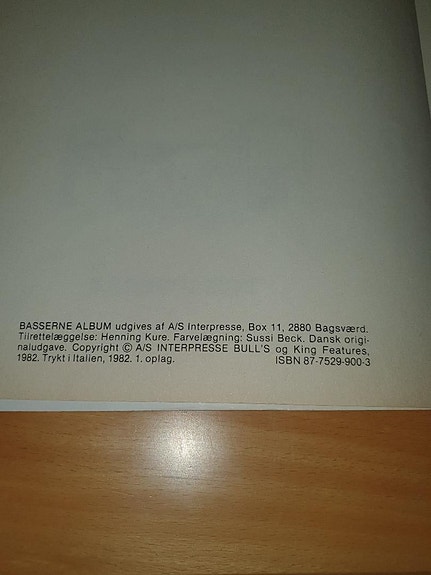 BASSERNE ALBUM udgives af A/S Interpresse, Box 11, 2880 Bagsværd.
Tilrettelæggelse: Henning Kure. Farvelægning: Sussi Beck. Dansk origi-
naludgave. Copyright © A/S INTERPRESSE BULL'S og King Features,
1982. Trykt i Italien, 1982. 1. oplag. ISBN 87-7529-900-3